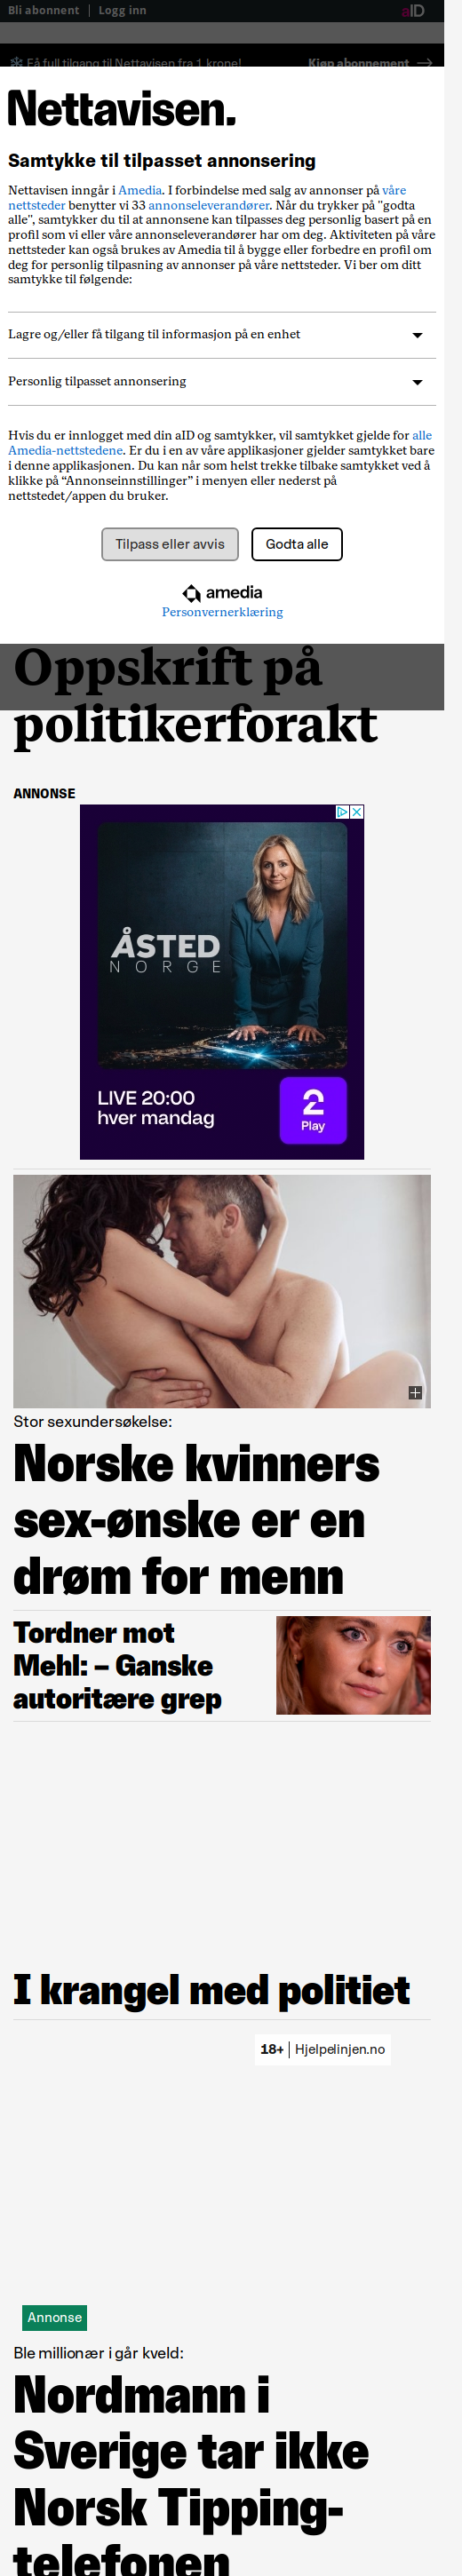 Bli abonnent | Logg inn
aID
Få full tilgang til Nettavisen fra 1 krone!
Kjøp abonnement →
Nettavisen.
Samtykke til tilpasset annonsering
Nettavisen inngår i Amedia. I forbindelse med salg av annonser på våre
nettsteder benytter vi 33 annonseleverandører. Når du trykker på "godta
alle", samtykker du til at annonsene kan tilpasses deg personlig basert på en
profil som vi eller våre annonseleverandører har om deg. Aktiviteten på våre
nettsteder kan også brukes av Amedia til å bygge eller forbedre en profil om
deg for personlig tilpasning av annonser på våre nettsteder. Vi ber om ditt
samtykke til følgende:
Lagre og/eller få tilgang til informasjon på en enhet
Personlig tilpasset annonsering
Hvis du er innlogget med din aID og samtykker, vil samtykket gjelde for alle
Amedia-nettstedene. Er du i en av våre applikasjoner gjelder samtykket bare
i denne applikasjonen. Du kan når som helst trekke tilbake samtykket ved å
klikke på “Annonseinnstillinger” i menyen eller nederst på
nettstedet/appen du bruker.
Tilpass eller avvis
Godta alle
amedia
Personvernerklæring
Oppskrift på
politikerforakt
ANNONSE
ÅSTED
NORGE
LIVE 20:00
hver mandag
2
Play
Stor sexundersøkelse:
Norske kvinners
sex-ønske er en
drøm for menn
Tordner mot
Mehl: – Ganske
autoritære grep
I krangel med politiet
18+ | Hjelpelinjen.no
Annonse
Ble millionær i går kveld:
Nordmann i
Sverige tar ikke
Norsk Tipping-
telefonen